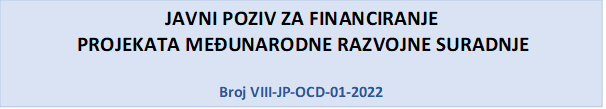 JAVNI POZIV ZA FINANCIRANJE
PROJEKATA MEĐUNARODNE RAZVOJNE SURADNJE
Broj VIII-JP-OCD-01-2022